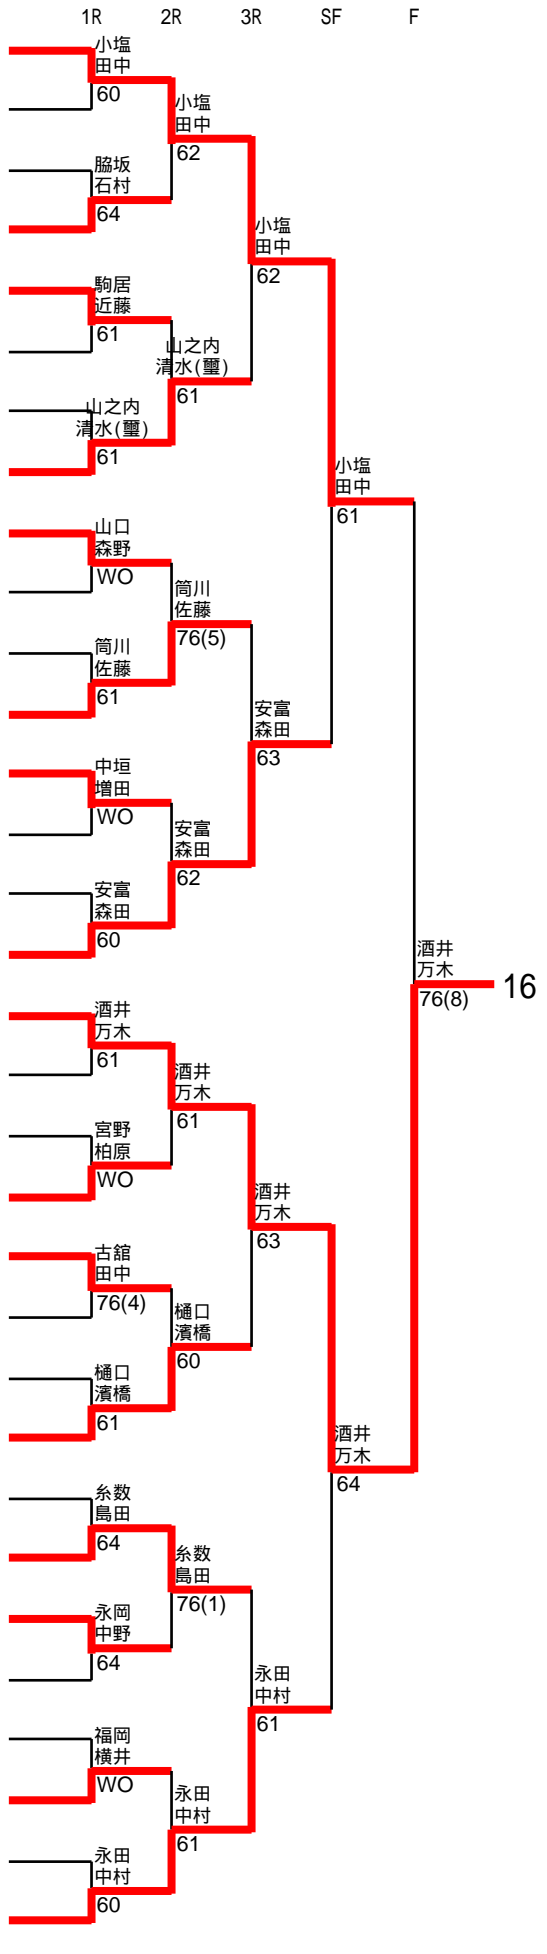 1R 2R 3R SF F
小塩
田中
60
小塩
田中
62
脇坂
石村
64
小塩
田中
62
駒居
近藤
61
山之内
清水(璽)
61
山之内
清水(璽)
61
小塩
田中
61
山口
森野
WO
筒川
佐藤
76(5)
筒川
佐藤
61
安富
森田
63
中垣
増田
WO
安富
森田
62
安富
森田
60
酒井
万木
76(8)
16
酒井
万木
61
酒井
万木
61
宮野
柏原
WO
酒井
万木
63
古舘
田中
76(4)
樋口
濱橋
60
樋口
濱橋
61
酒井
万木
64
糸数
島田
64
糸数
島田
76(1)
永岡
中野
64
永田
中村
61
福岡
横井
WO
永田
中村
61
永田
中村
60